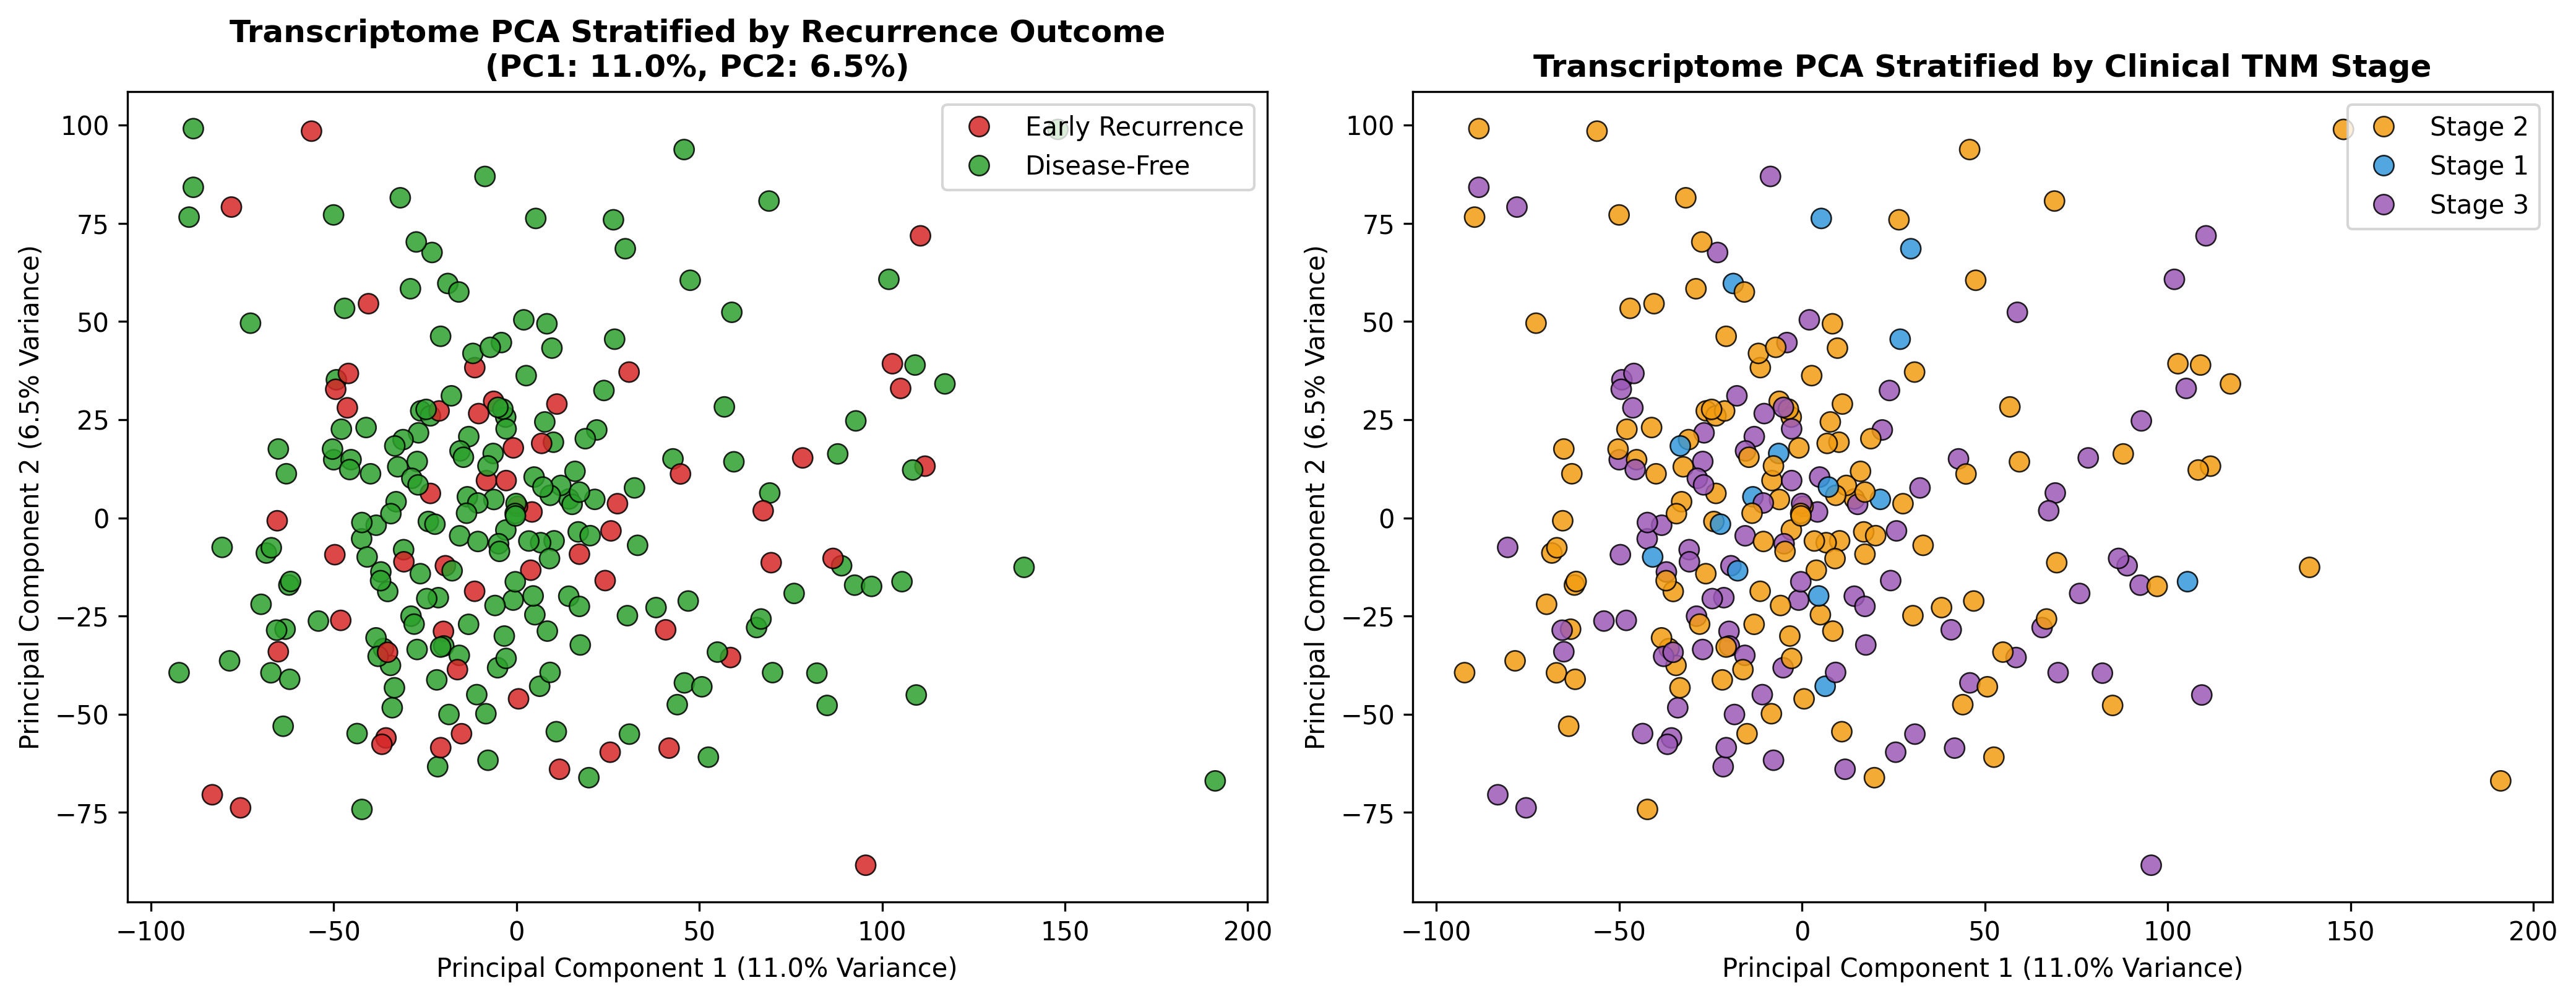 Transcriptome PCA Stratified by Recurrence Outcome
(PC1: 11.0%, PC2: 6.5%)
Early Recurrence
Disease-Free
Principal Component 2 (6.5% Variance)
100
75
50
25
0
−25
−50
−75
−100
−50
0
50
100
150
200
Principal Component 1 (11.0% Variance)
Transcriptome PCA Stratified by Clinical TNM Stage
Stage 2
Stage 1
Stage 3
Principal Component 2 (6.5% Variance)
100
75
50
25
0
−25
−50
−75
−100
−50
0
50
100
150
200
Principal Component 1 (11.0% Variance)